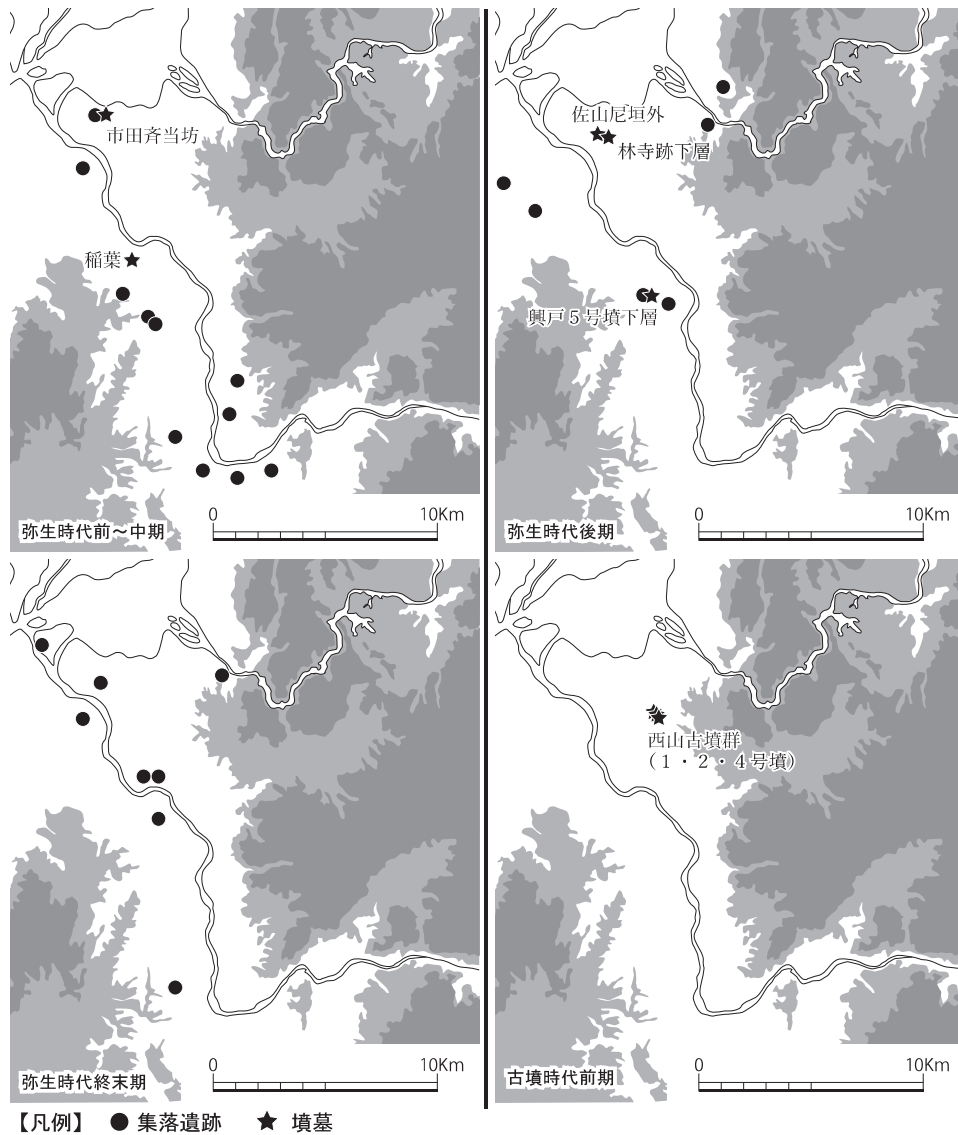 市田斉当坊
稲葉
0 10Km
弥生時代前～中期
佐山尼垣外
林寺跡下層
興戸５号墳下層
0 10Km
弥生時代後期
0 10Km
弥生時代終末期
西山古墳群
（１・２・４号墳）
0 10Km
古墳時代前期
【凡例】 ● 集落遺跡 ★ 墳墓